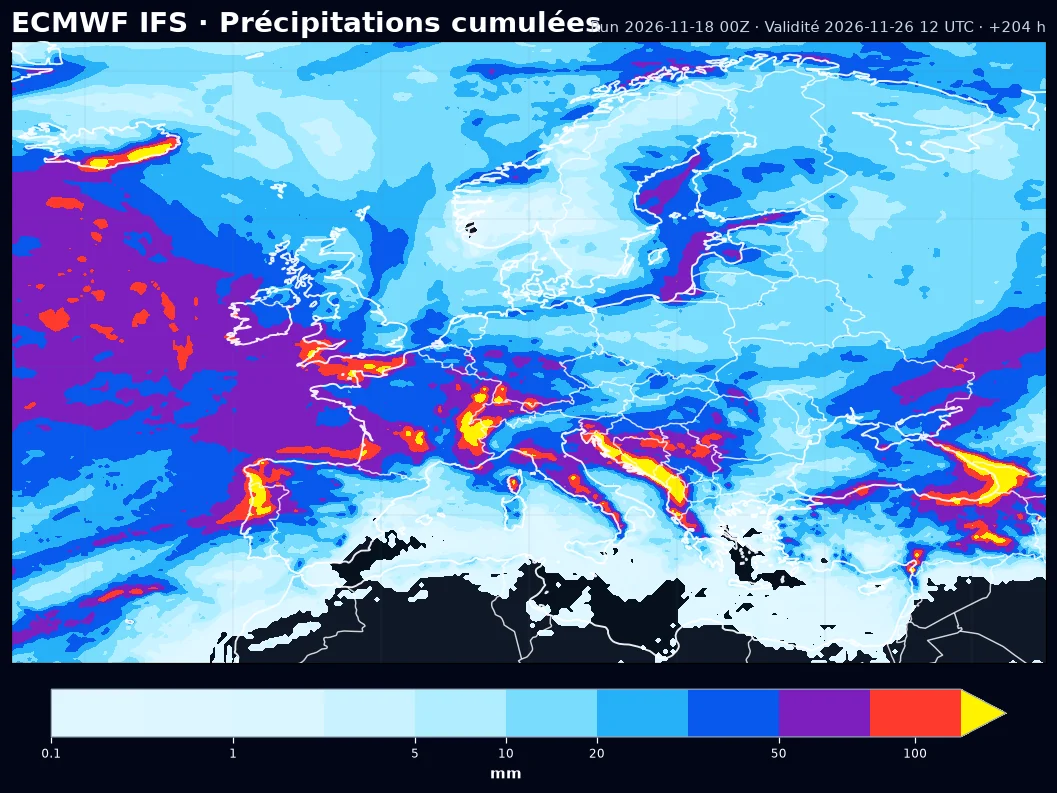 ECMWF IFS · Précipitations cumulées
Run 2026-11-18 00Z · Validité 2026-11-26 12 UTC · +204 h
0.1 1 5 10 20 50 100
mm